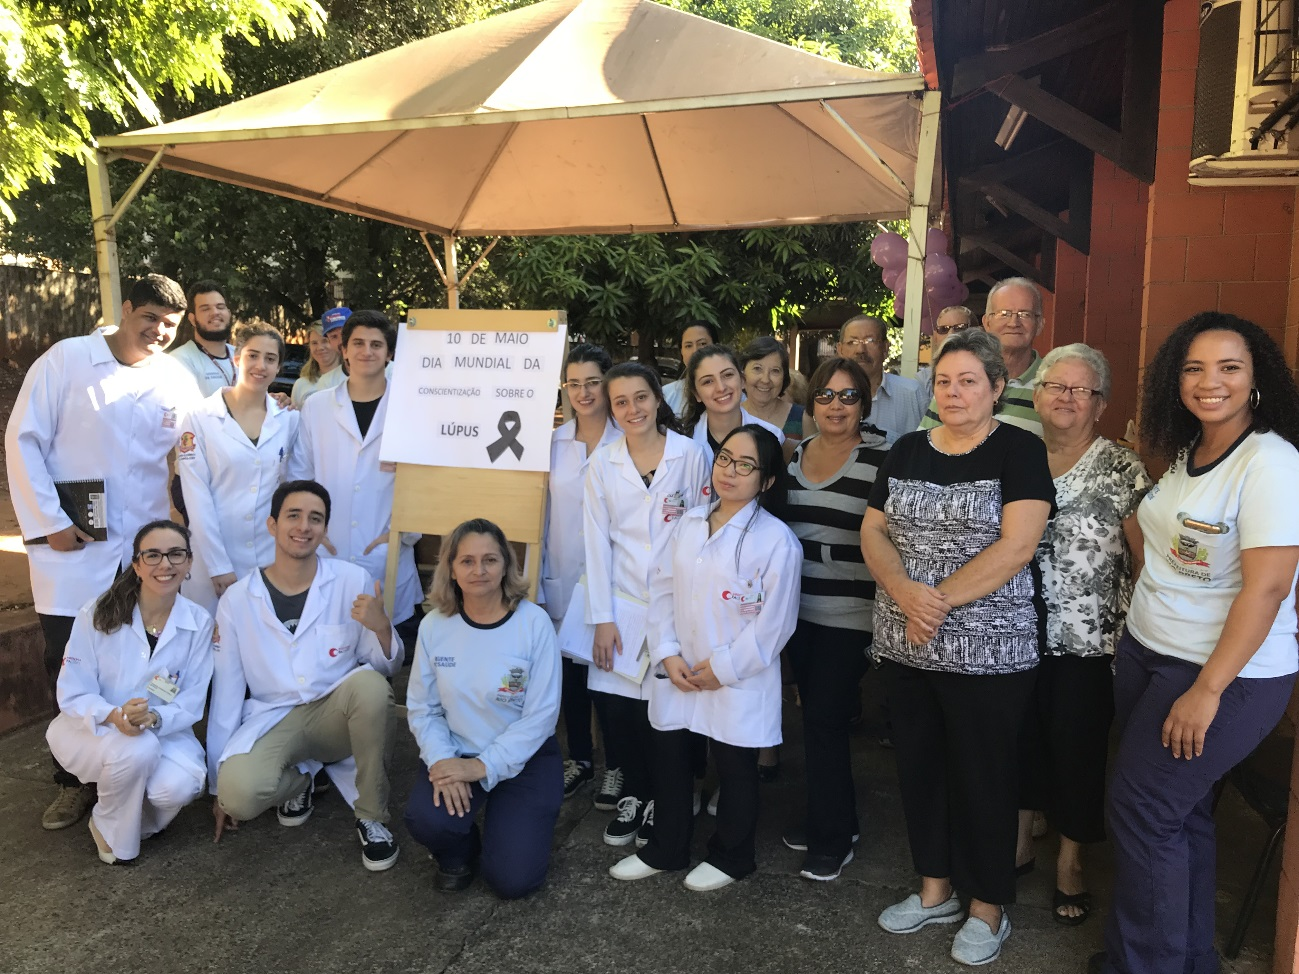 10 DE MAIO
DIA MUNDIAL DA
CONSCIENTIZAÇÃO SOBRE O
LÚPUS